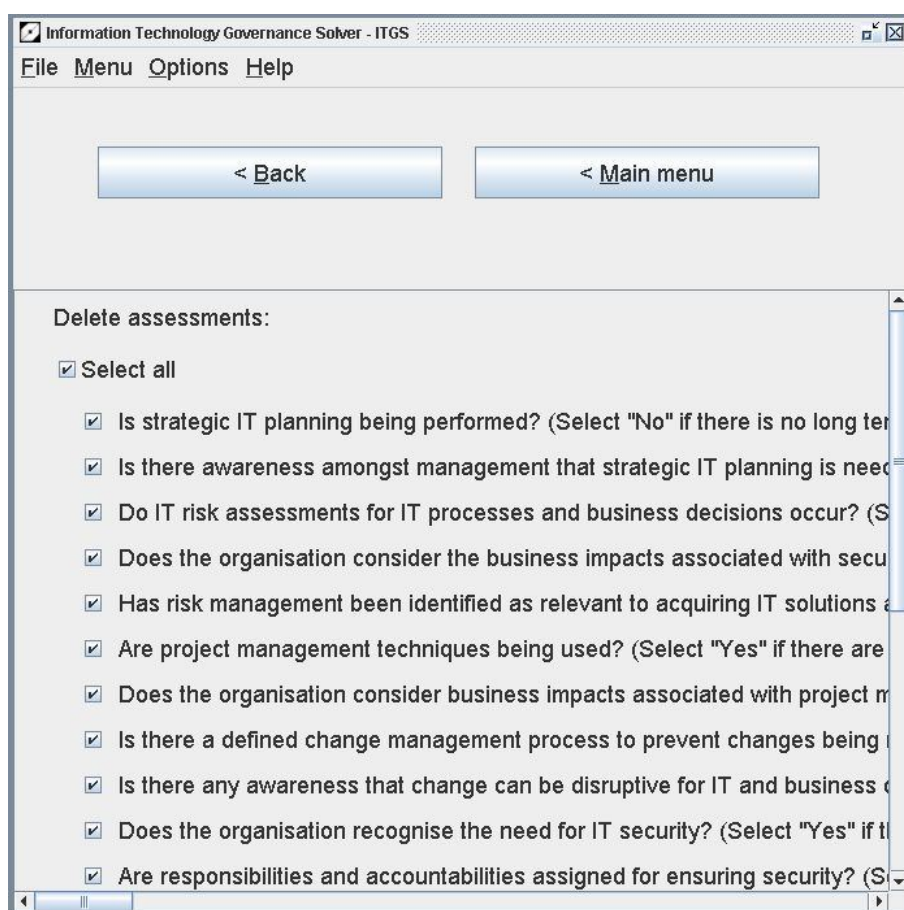 Information Technology Governance Solver - ITGS
File Menu Options Help
< Back < Main menu
Delete assessments:
Select all
Is strategic IT planning being performed? (Select "No" if there is no long ter
Is there awareness amongst management that strategic IT planning is need
Do IT risk assessments for IT processes and business decisions occur? (S
Does the organisation consider the business impacts associated with secu
Has risk management been identified as relevant to acquiring IT solutions a
Are project management techniques being used? (Select "Yes" if there are
Does the organisation consider business impacts associated with project m
Is there a defined change management process to prevent changes being
Is there any awareness that change can be disruptive for IT and business
Does the organisation recognise the need for IT security? (Select "Yes" if
Are responsibilities and accountabilities assigned for ensuring security? (S